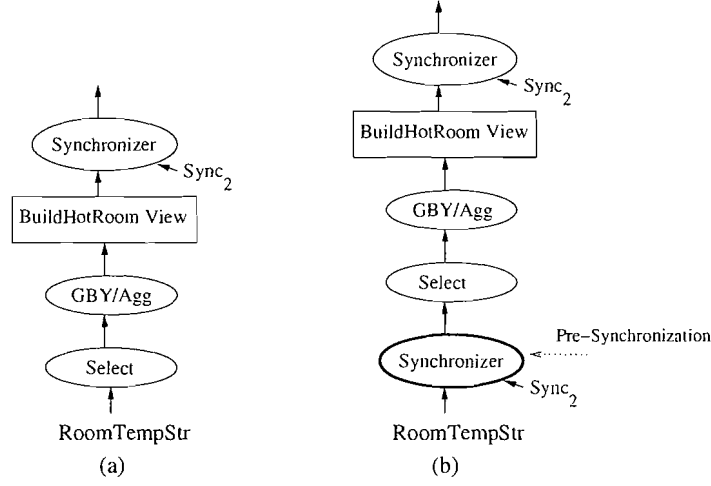 Synchronizer
Sync2
BuildHotRoom View
GBY/Agg
Select
RoomTempStr
(a)
Synchronizer
Sync2
BuildHotRoom View
GBY/Agg
Select
Pre-Synchronization
Synchronizer
Sync2
RoomTempStr
(b)